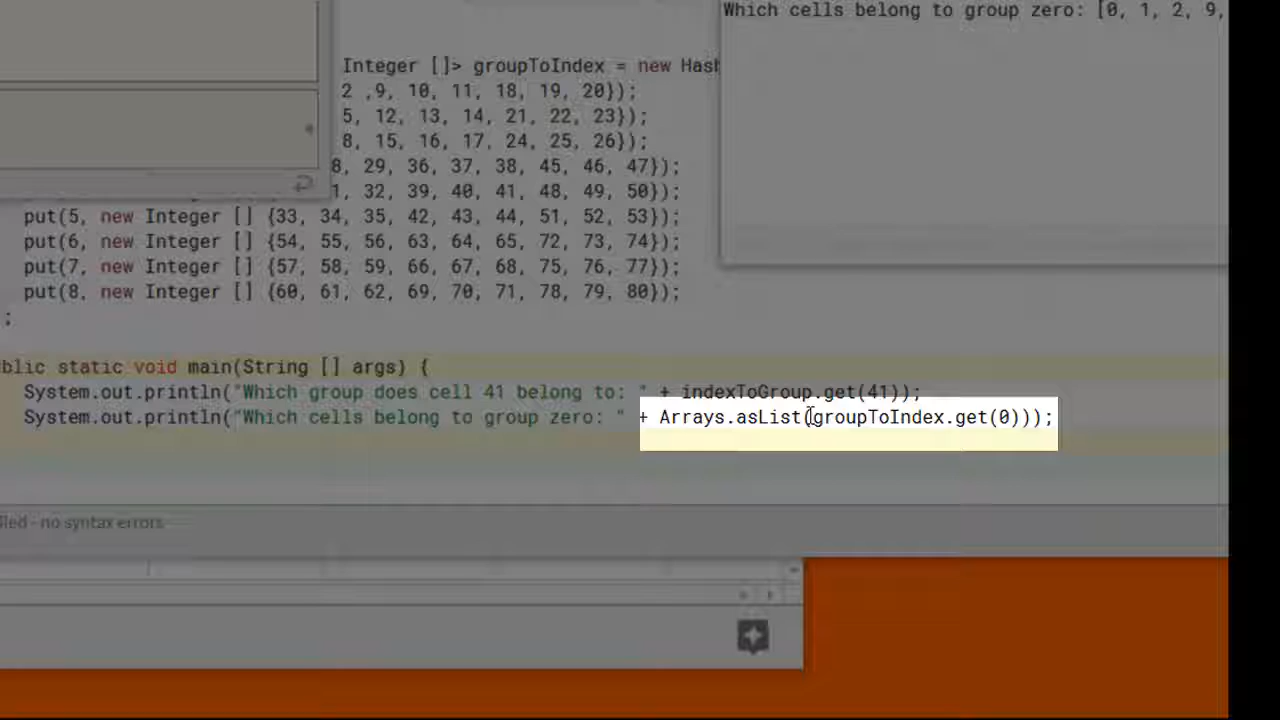 Which cells belong to group zero: [0, 1, 2, 9,
Integer []> groupToIndex = new Hash
2 ,9, 10, 11, 18, 19, 20});
5, 12, 13, 14, 21, 22, 23});
8, 15, 16, 17, 24, 25, 26});
8, 29, 36, 37, 38, 45, 46, 47});
1, 32, 39, 40, 41, 48, 49, 50});
put(5, new Integer [] {33, 34, 35, 42, 43, 44, 51, 52, 53});
put(6, new Integer [] {54, 55, 56, 63, 64, 65, 72, 73, 74});
put(7, new Integer [] {57, 58, 59, 66, 67, 68, 75, 76, 77});
put(8, new Integer [] {60, 61, 62, 69, 70, 71, 78, 79, 80});
;
blic static void main(String [] args) {
System.out.println("Which group does cell 41 belong to: " + indexToGroup.get(41));
System.out.println("Which cells belong to group zero: " + Arrays.asList(groupToIndex.get(0)));
iled - no syntax errors